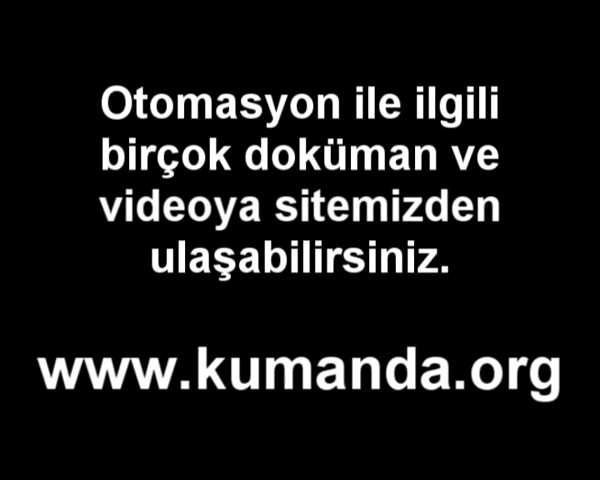 Otomasyon ile ilgili
birçok doküman ve
videoya sitemizden
ulaşabilirsiniz.
www.kumanda.org